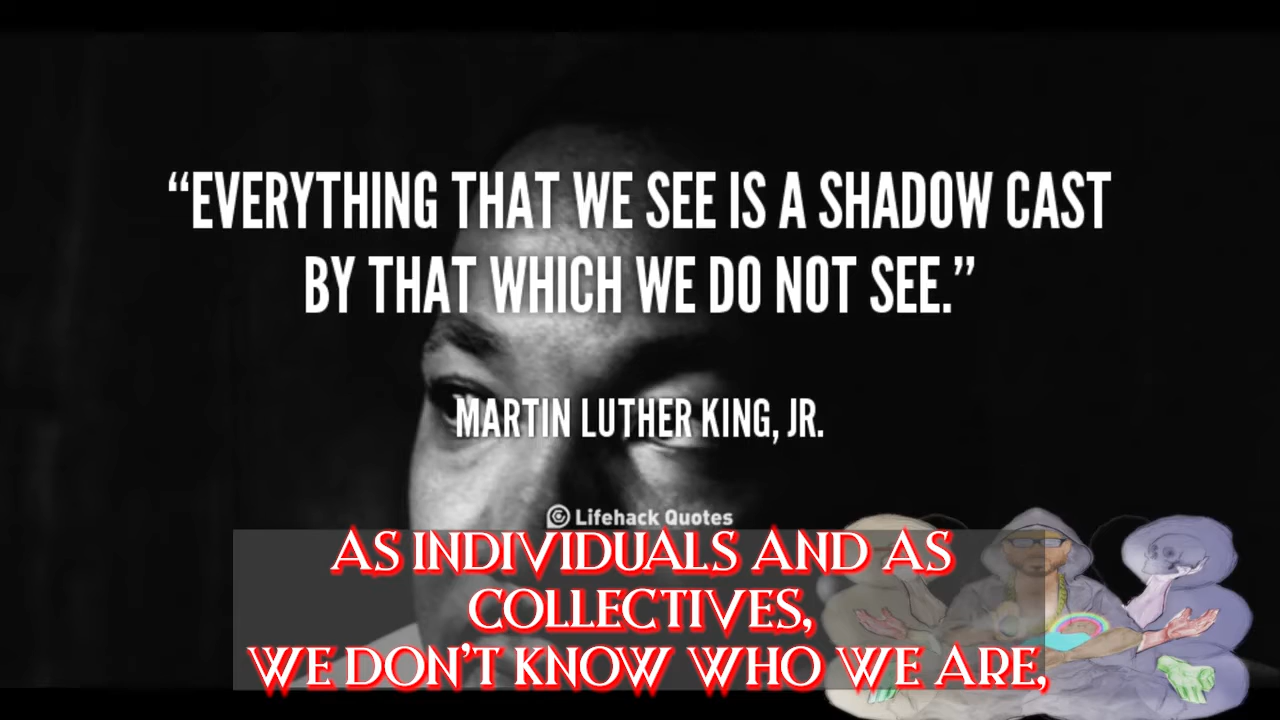 “EVERYTHING THAT WE SEE IS A SHADOW CAST
BY THAT WHICH WE DO NOT SEE.”
MARTIN LUTHER KING, JR.
Lifehack Quotes
AS INDIVIDUALS AND AS
COLLECTIVES,
WE DON'T KNOW WHO WE ARE,